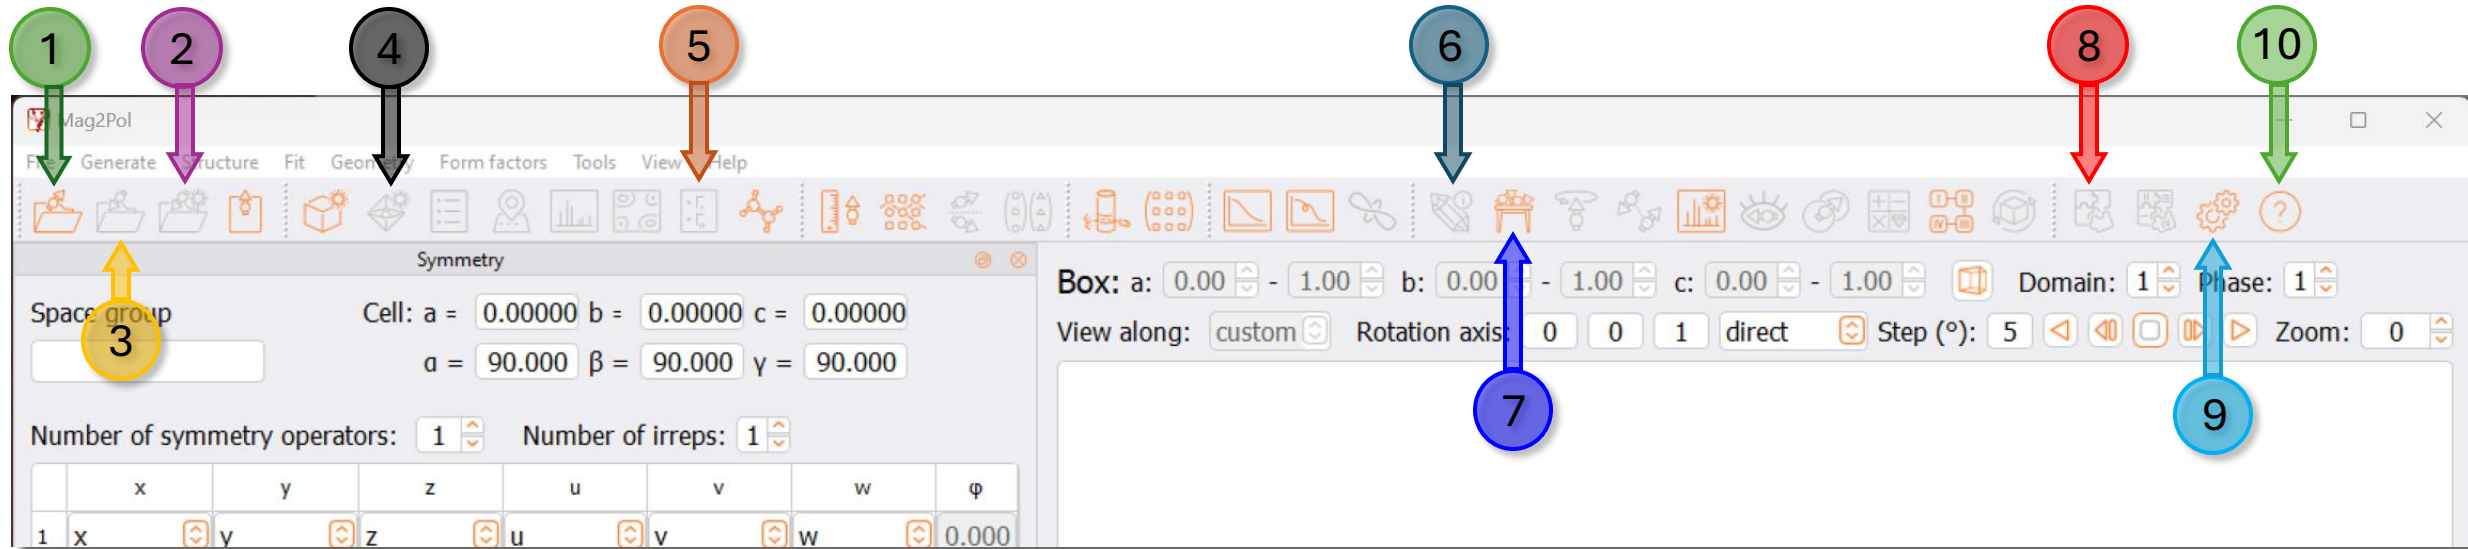 1 2 4 5 6 8 10
Mag2Pol
Generate Structure Fit Geometry Form factors Tools View Help
Symmetry
Box: a: 0.00 - 1.00 b: 0.00 - 1.00 c: 0.00 - 1.00 Domain: 1 Phase: 1
Space group Cell: a = 0.00000 b = 0.00000 c = 0.00000
View along: custom Rotation axis: 0 0 1 direct Step (°): 5 Zoom: 0
3
α = 90.000 β = 90.000 γ = 90.000
7 9
Number of symmetry operators: 1 Number of irreps: 1
x y z u v w φ
1 x y z u v w 0.000